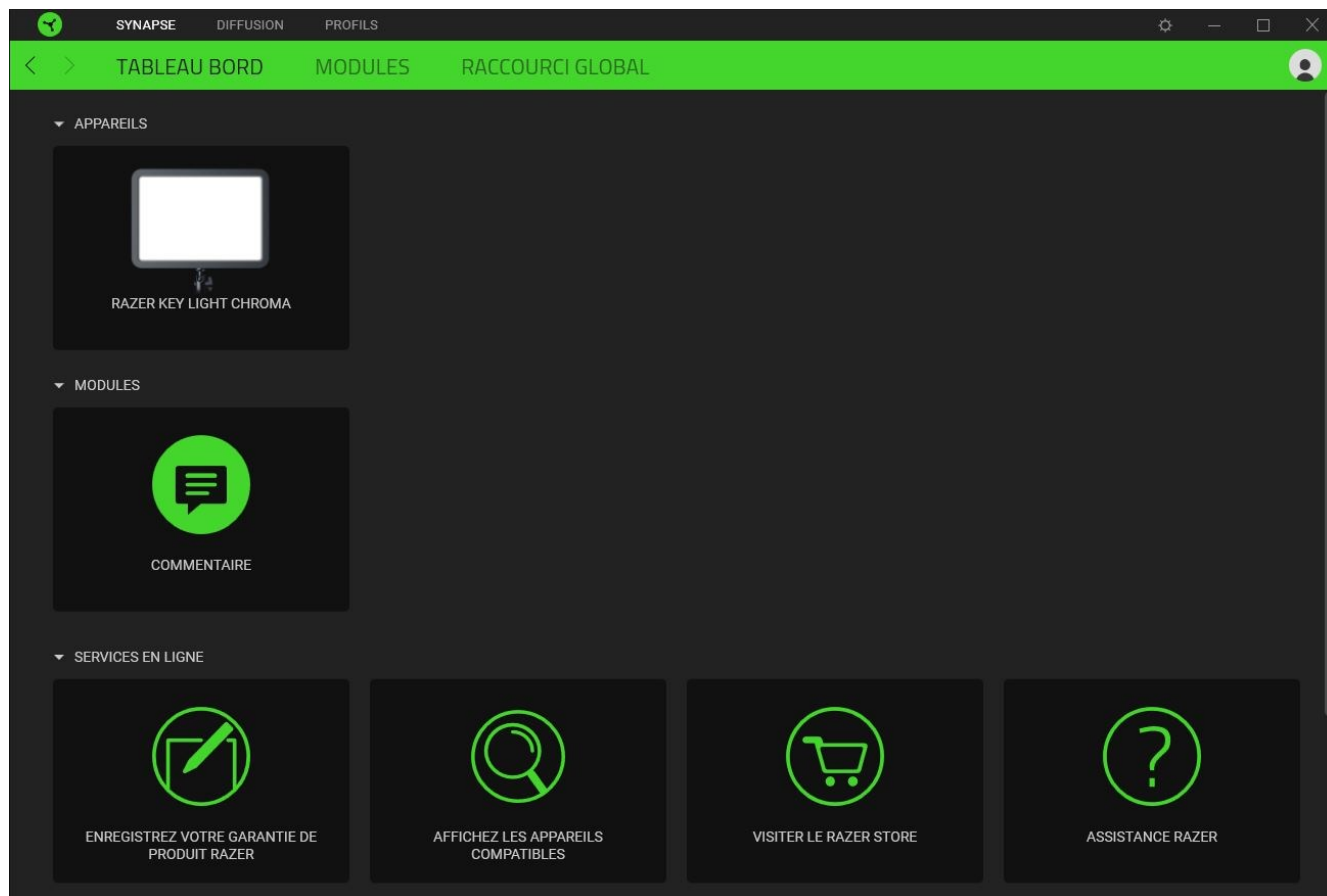 SYNAPSE DIFFUSION PROFILS
TABLEAU BORD MODULES RACCOURCI GLOBAL
APPAREILS
RAZER KEY LIGHT CHROMA
MODULES
COMMENTAIRE
SERVICES EN LIGNE
ENREGISTREZ VOTRE GARANTIE DE
PRODUIT RAZER
AFFICHEZ LES APPAREILS
COMPATIBLES
VISITER LE RAZER STORE
ASSISTANCE RAZER